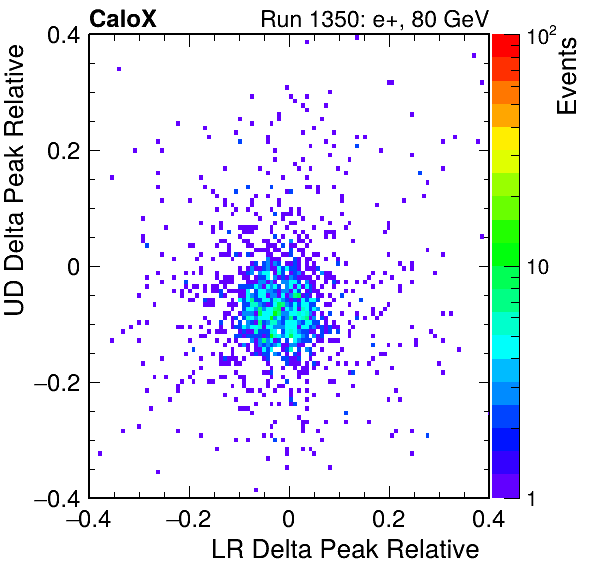 CaloX Run 1350: e+, 80 GeV
0.4
0.2
0
−0.2
−0.4
−0.4 −0.2 0 0.2 0.4
UD Delta Peak Relative
LR Delta Peak Relative
10²
10
1
Events